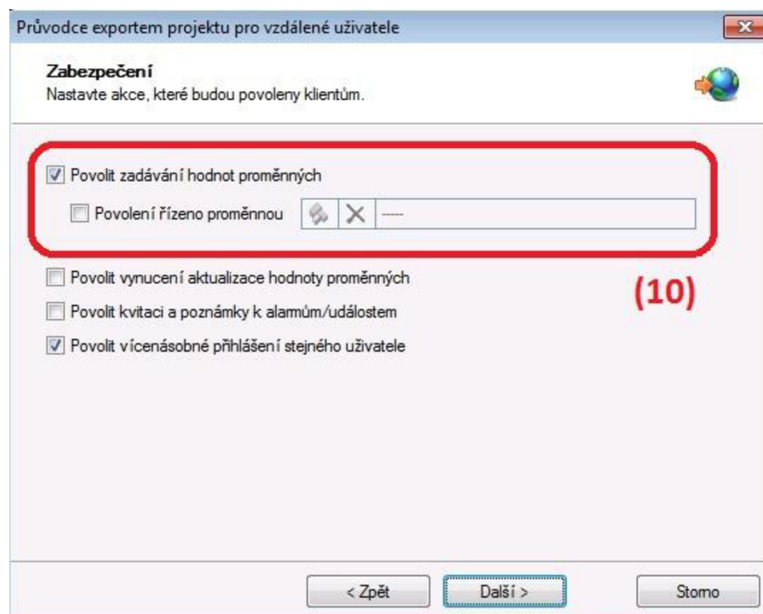 Průvodce exportem projektu pro vzdálené uživatele
Zabezpečení
Nastavte akce, které budou povoleny klientům.
Povolit zadávání hodnot proměnných
Povolení řízeno proměnnou
----
Povolit vynucení aktualizace hodnoty proměnných
(10)
Povolit kvitaci a poznámky k alarmům/událostem
Povolit vícenásobné přihlášení stejného uživatele
< Zpět
Další >
Storno